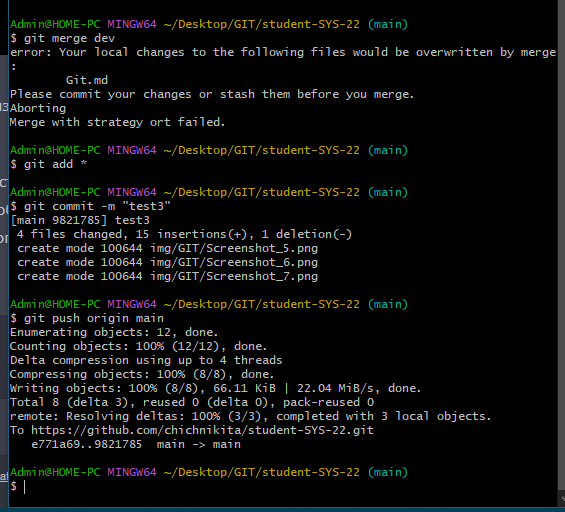 Admin@HOME-PC MINGW64 ~/Desktop/GIT/student-SYS-22 (main)
$ git merge dev
error: Your local changes to the following files would be overwritten by merge
:
        Git.md
Please commit your changes or stash them before you merge.
Aborting
Merge with strategy ort failed.
Admin@HOME-PC MINGW64 ~/Desktop/GIT/student-SYS-22 (main)
$ git add *
Admin@HOME-PC MINGW64 ~/Desktop/GIT/student-SYS-22 (main)
$ git commit -m "test3"
[main 9821785] test3
 4 files changed, 15 insertions(+), 1 deletion(-)
 create mode 100644 img/GIT/Screenshot_5.png
 create mode 100644 img/GIT/Screenshot_6.png
 create mode 100644 img/GIT/Screenshot_7.png
Admin@HOME-PC MINGW64 ~/Desktop/GIT/student-SYS-22 (main)
$ git push origin main
Enumerating objects: 12, done.
Counting objects: 100% (12/12), done.
Delta compression using up to 4 threads
Compressing objects: 100% (8/8), done.
Writing objects: 100% (8/8), 66.11 KiB | 22.04 MiB/s, done.
Total 8 (delta 3), reused 0 (delta 0), pack-reused 0
remote: Resolving deltas: 100% (3/3), completed with 3 local objects.
To https://github.com/chichnikita/student-SYS-22.git
   e771a69..9821785  main -> main
Admin@HOME-PC MINGW64 ~/Desktop/GIT/student-SYS-22 (main)
$